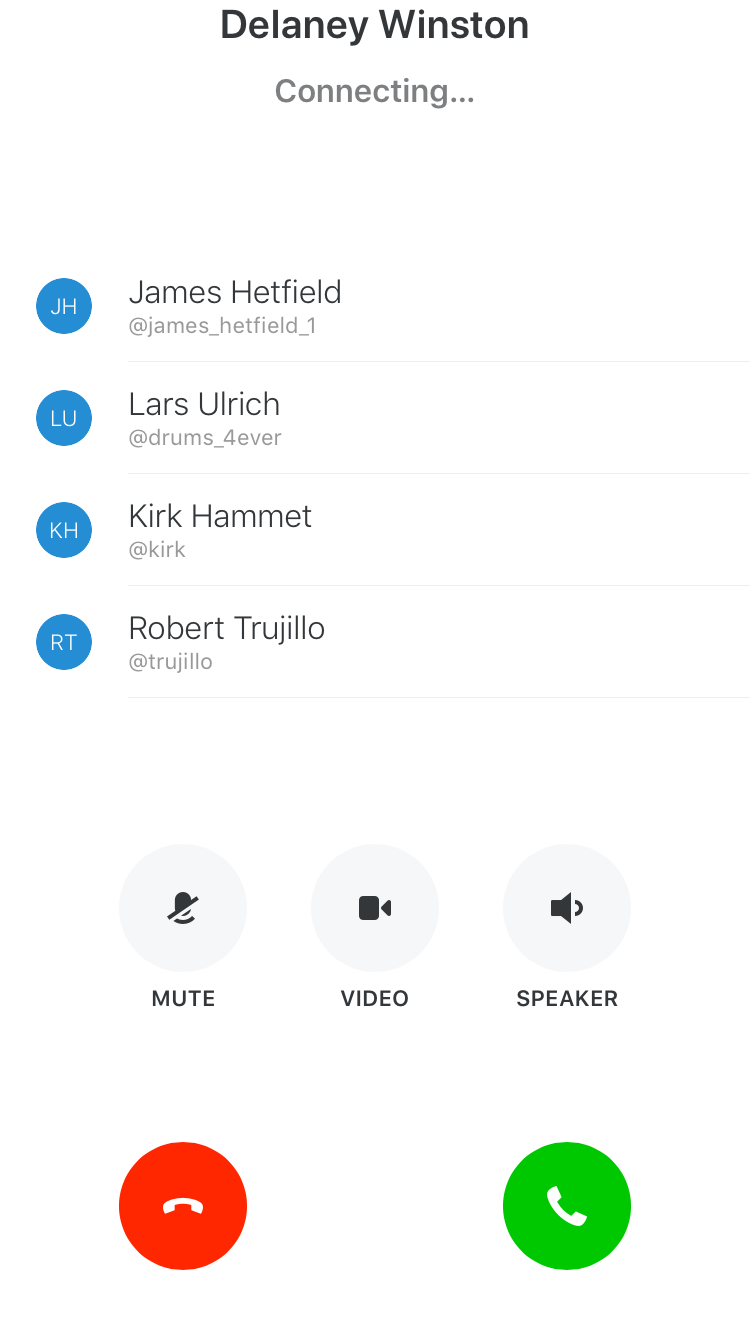 Delaney Winston
Connecting...
JH
James Hetfield
@james_hetfield_1
LU
Lars Ulrich
@drums_4ever
KH
Kirk Hammet
@kirk
RT
Robert Trujillo
@trujillo
MUTE
VIDEO
SPEAKER